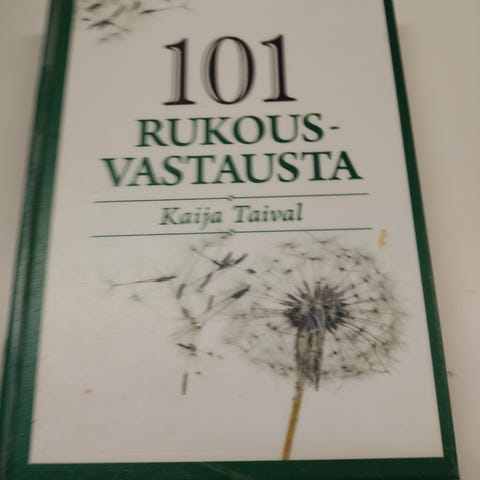 101
RUKOUS-
VASTAUSTA
Kaija Taival